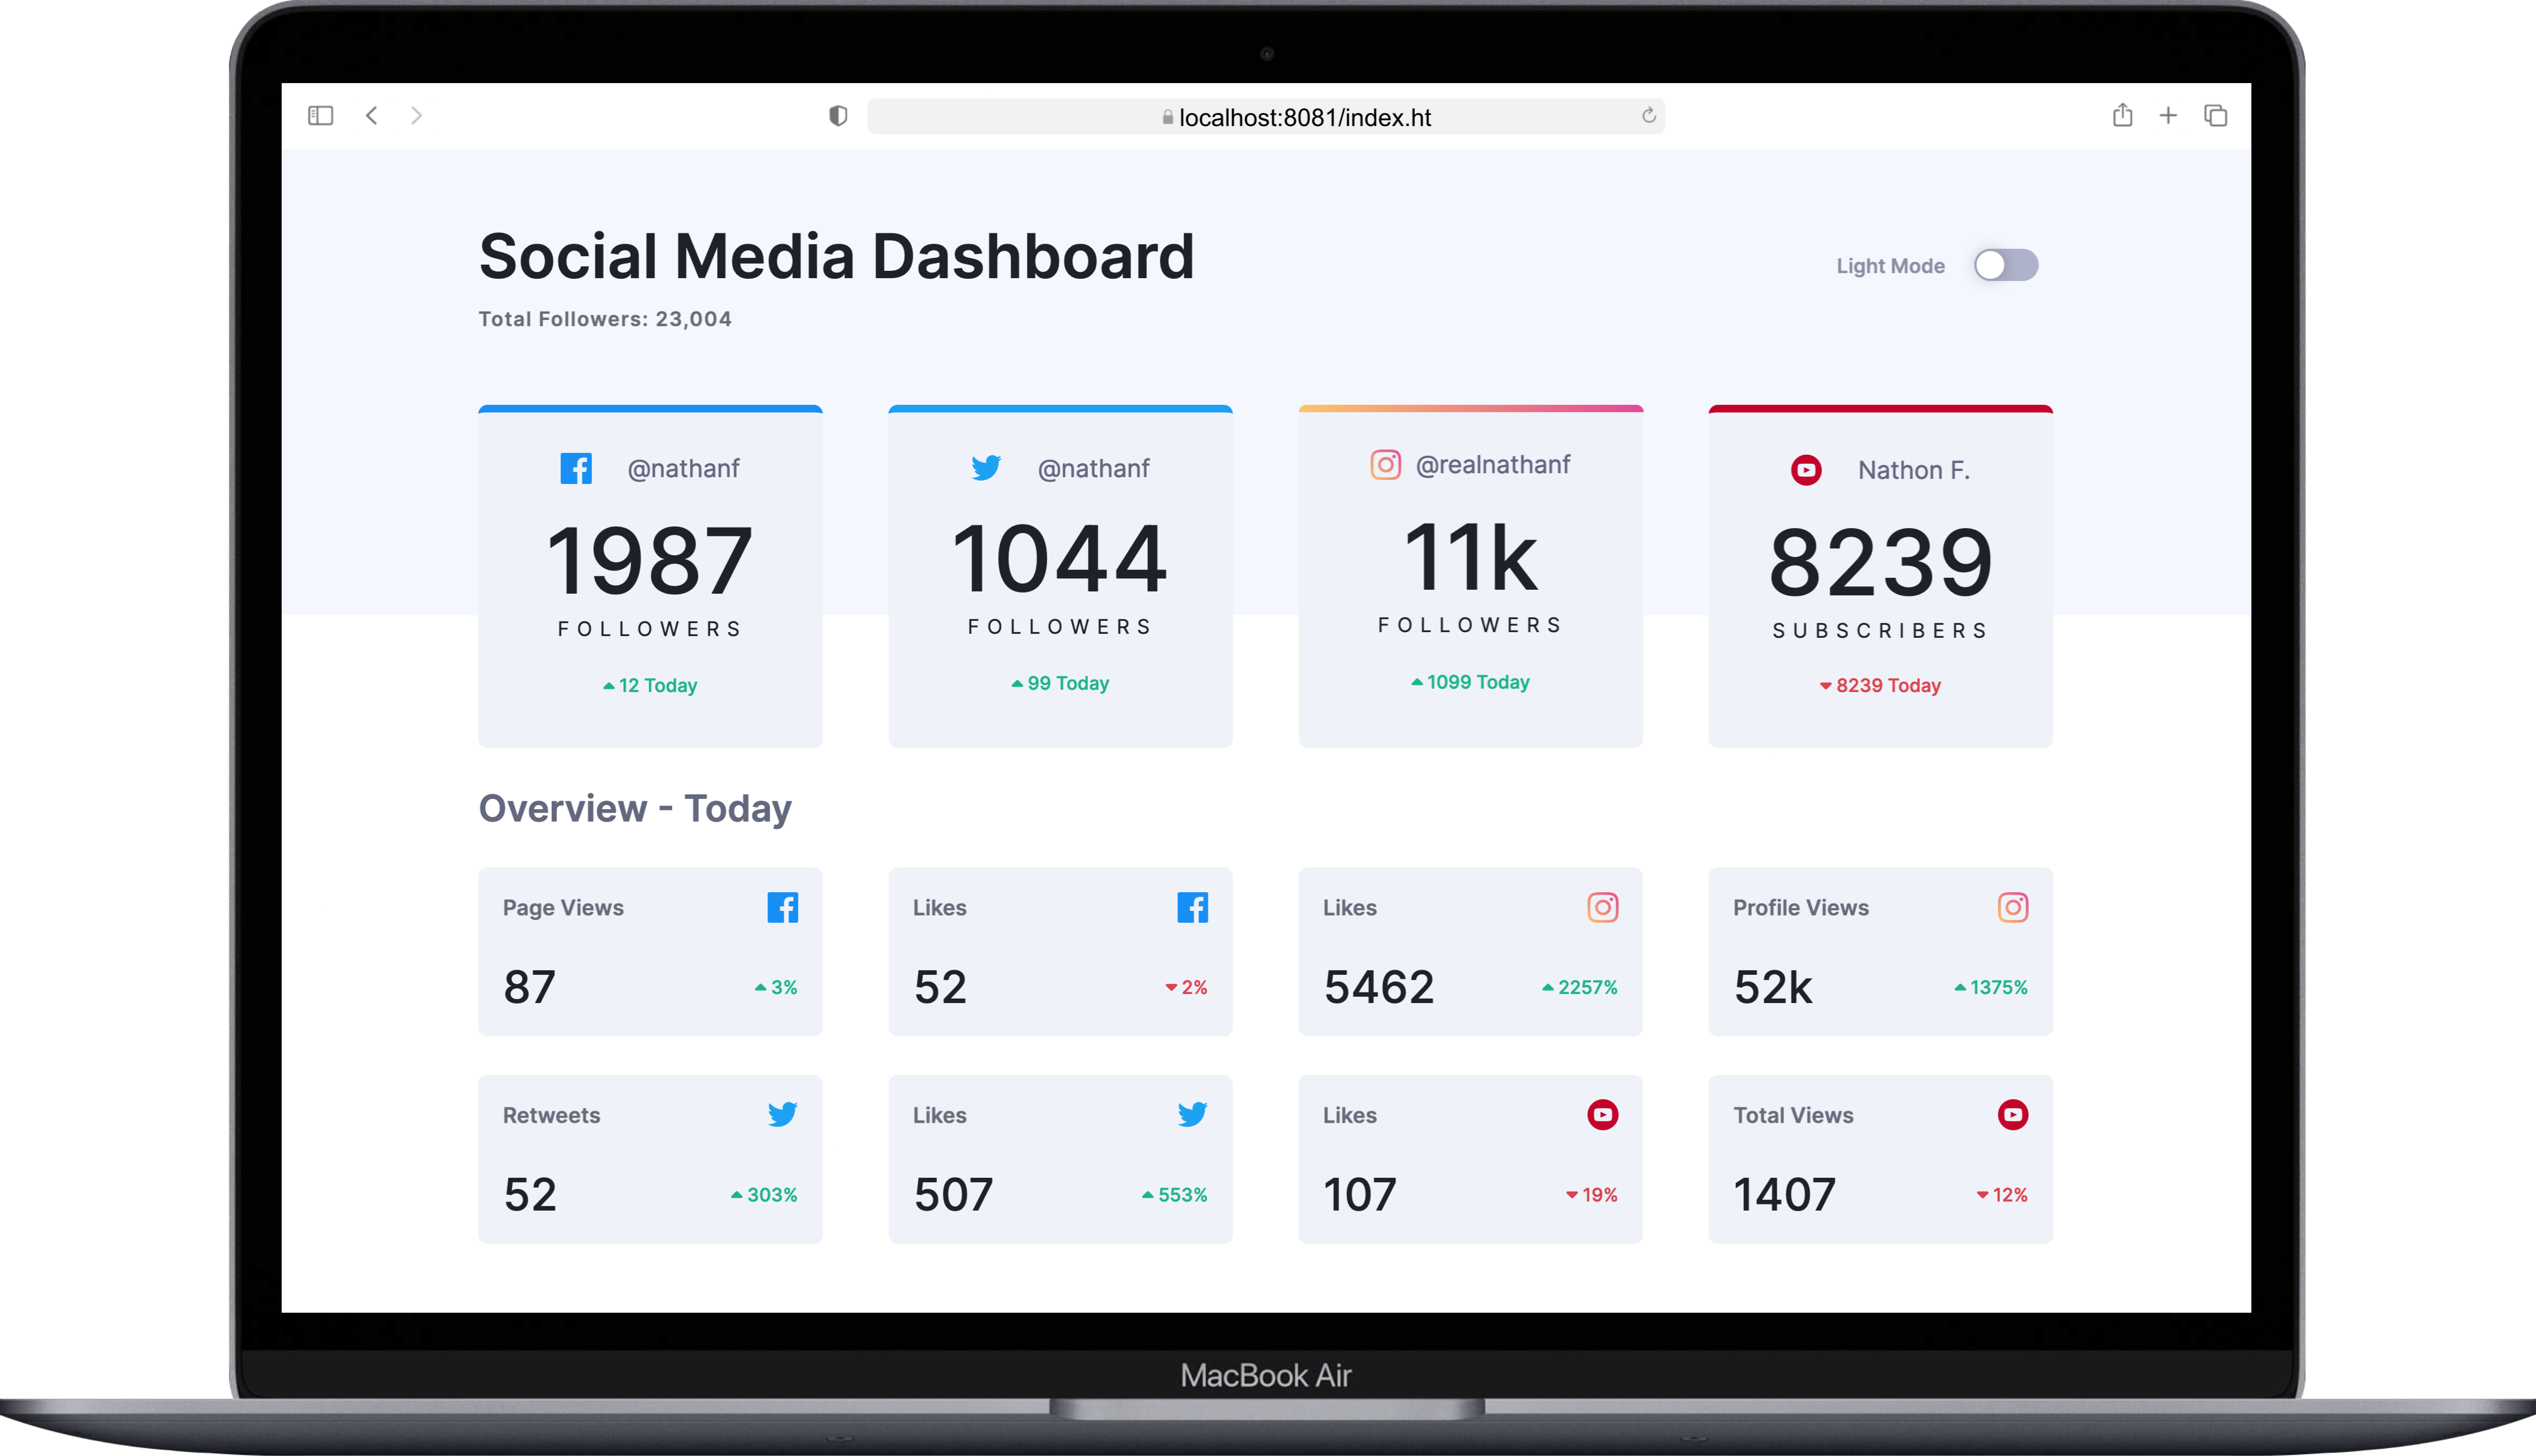 localhost:8081/index.ht
Social Media Dashboard
Light Mode
Total Followers: 23,004
@nathanf
1987
FOLLOWERS
12 Today
@nathanf
1044
FOLLOWERS
99 Today
@realnathanf
11k
FOLLOWERS
1099 Today
Nathon F.
8239
SUBSCRIBERS
8239 Today
Overview - Today
Page Views
87
3%
Likes
52
2%
Likes
5462
2257%
Profile Views
52k
1375%
Retweets
52
303%
Likes
507
553%
Likes
107
19%
Total Views
1407
12%
MacBook Air